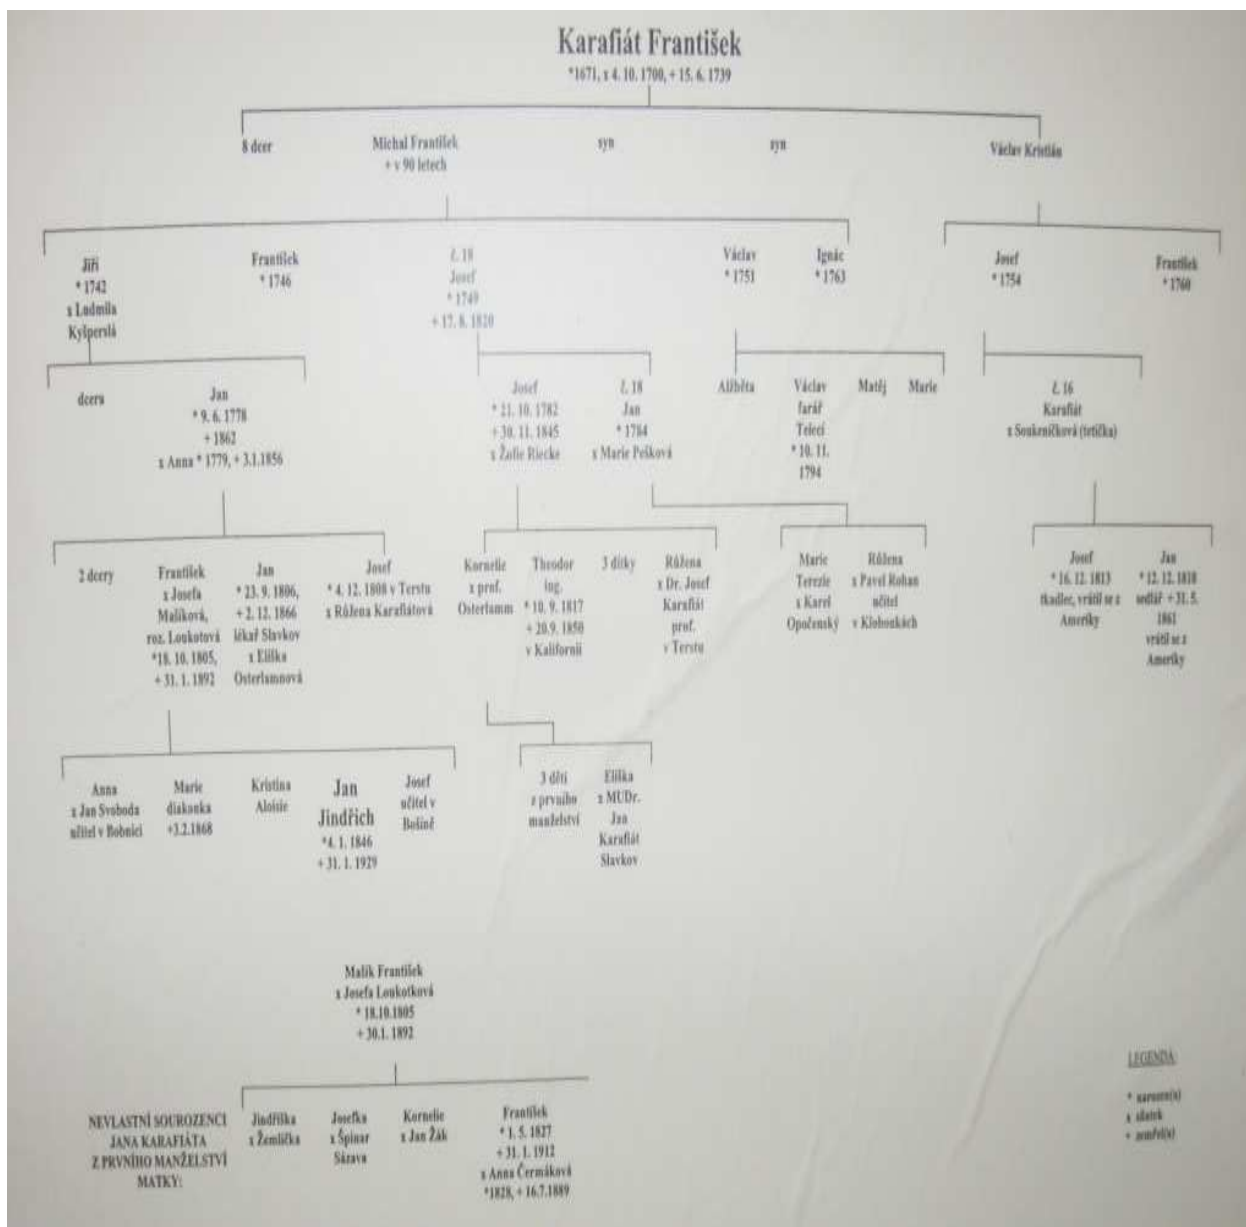 Karafiát František
*1671, x 4. 10. 1700, + 15. 6. 1739
8 dcer
Michal František
+ v 90 letech
syn
syn
Václav Kristián
Jiří
* 1742
x Ludmila
Kylperslá
František
* 1746
č. 18
Josef
* 1749
+ 17. 8. 1820
Václav
* 1751
Ignác
* 1763
Josef
* 1754
František
* 1760
dcera
Jan
* 9. 6. 1778
+ 1862
x Anna * 1779, + 3.1.1856
Josef
* 21. 10. 1782
+ 30. 11. 1845
x Žofie Riecke
č. 18
Jan
* 1784
x Marie Pešková
Alžběta
Václav
farář
Telecí
* 10. 11.
1794
Matěj
Marie
č. 16
Karafiát
x Soukeníčková (tetička)
2 dcery
František
x Josefa
Malíková,
roz. Loukotová
*18. 10. 1805,
+ 31. 1. 1892
Jan
* 23. 9. 1806,
+ 2. 12. 1866
lékař Slavkov
x Eliška
Osterlamnová
Josef
* 4. 12. 1808 v Terstu
x Růžena Karafiátová
Kornelie
x prof.
Osterlamm
Theodor
ing.
* 10. 9. 1817
+ 20.9. 1850
v Kalifornii
3 dítky
Růžena
x Dr. Josef
Karafiát
prof.
v Terstu
Marie
Terezie
x Karel
Opočenský
Růžena
x Pavel Rohan
učitel
v Kloboukách
Josef
* 16. 12. 1813
tkadlec, vrátil se z
Ameriky
Jan
* 12. 12. 1818
sedlář + 31. 5.
1861
vrátil se z
Ameriky
Anna
x Jan Svoboda
učitel v Bobnici
Marie
diakonka
+3.2.1868
Kristina
Aloisie
Jan
Jindřich
*4. 1. 1846
+ 31. 1. 1929
Josef
učitel v
Bošíně
3 děti
z prvního
manželství
Eliška
x MUDr.
Jan
Karafiát
Slavkov
Malík František
x Josefa Loukotková
* 18.10.1805
+ 30.1. 1892
NEVLASTNÍ SOUROZENCI
JANA KARAFIÁTA
Z PRVNÍHO MANŽELSTVÍ
MATKY:
Jindřiška
x Žemlička
Josefka
x Špinar
Sázava
Kornelie
x Jan Žák
František
* 1. 5. 1827
+ 31. 1. 1912
x Anna Čermáková
*1828, + 16.7.1889
LEGENDA:
* narozen(a)
x sňatek
+ zemřel(a)